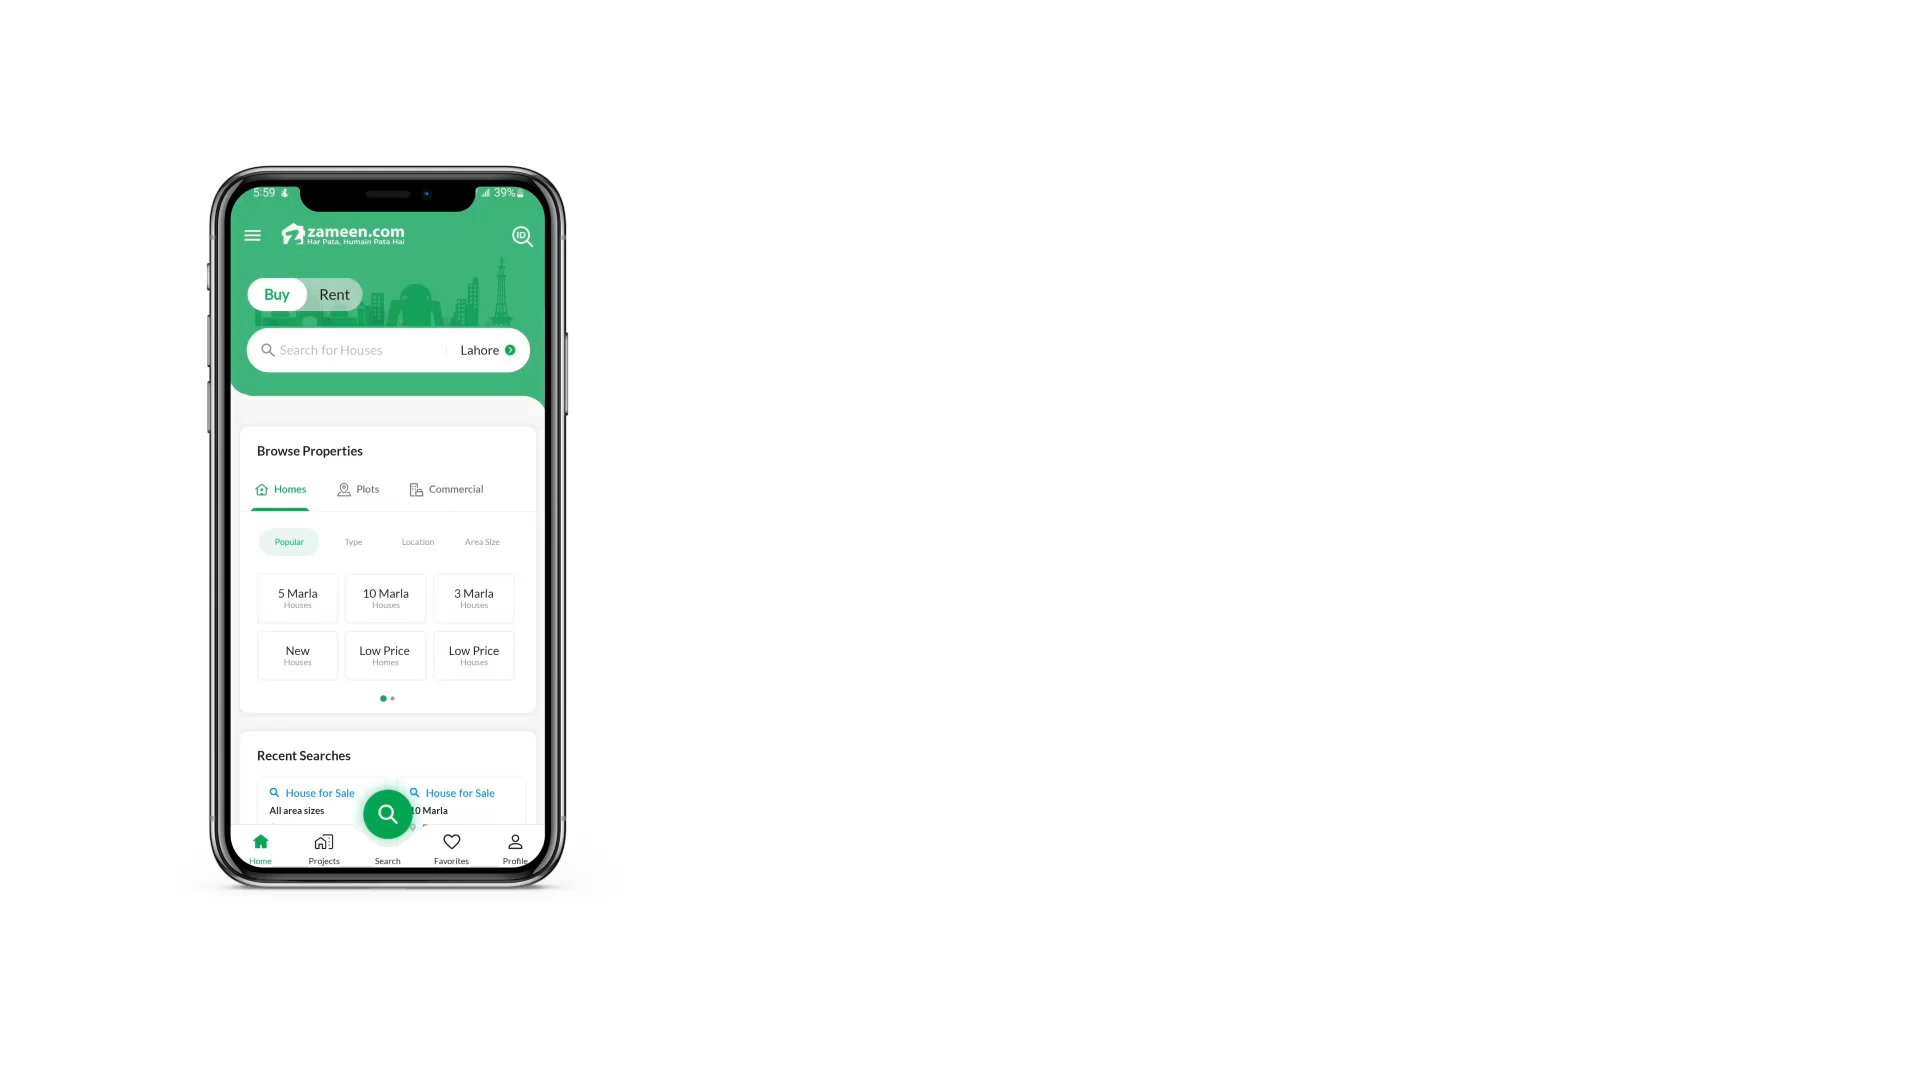 5:59
39%
zameen.com
Har Pata, Humain Pata Hai
ID
Buy
Rent
Search for Houses
Lahore
Browse Properties
Homes
Plots
Commercial
Popular
Type
Location
Area Size
5 Marla
Houses
10 Marla
Houses
3 Marla
Houses
New
Houses
Low Price
Homes
Low Price
Houses
Recent Searches
House for Sale
All area sizes
House for Sale
10 Marla
Home
Projects
Search
Favorites
Profile